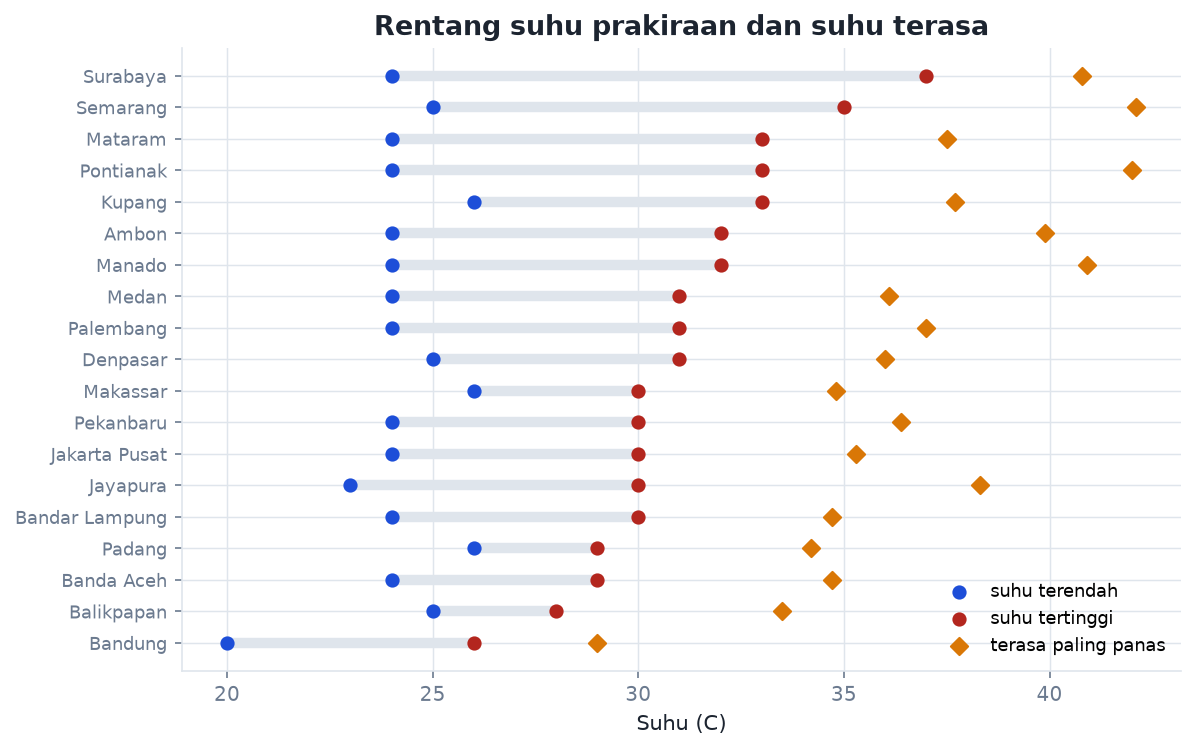 Rentang suhu prakiraan dan suhu terasa
Surabaya
Semarang
Mataram
Pontianak
Kupang
Ambon
Manado
Medan
Palembang
Denpasar
Makassar
Pekanbaru
Jakarta Pusat
Jayapura
Bandar Lampung
Padang
Banda Aceh
Balikpapan
Bandung
suhu terendah
suhu tertinggi
terasa paling panas
20 25 30 35 40
Suhu (C)